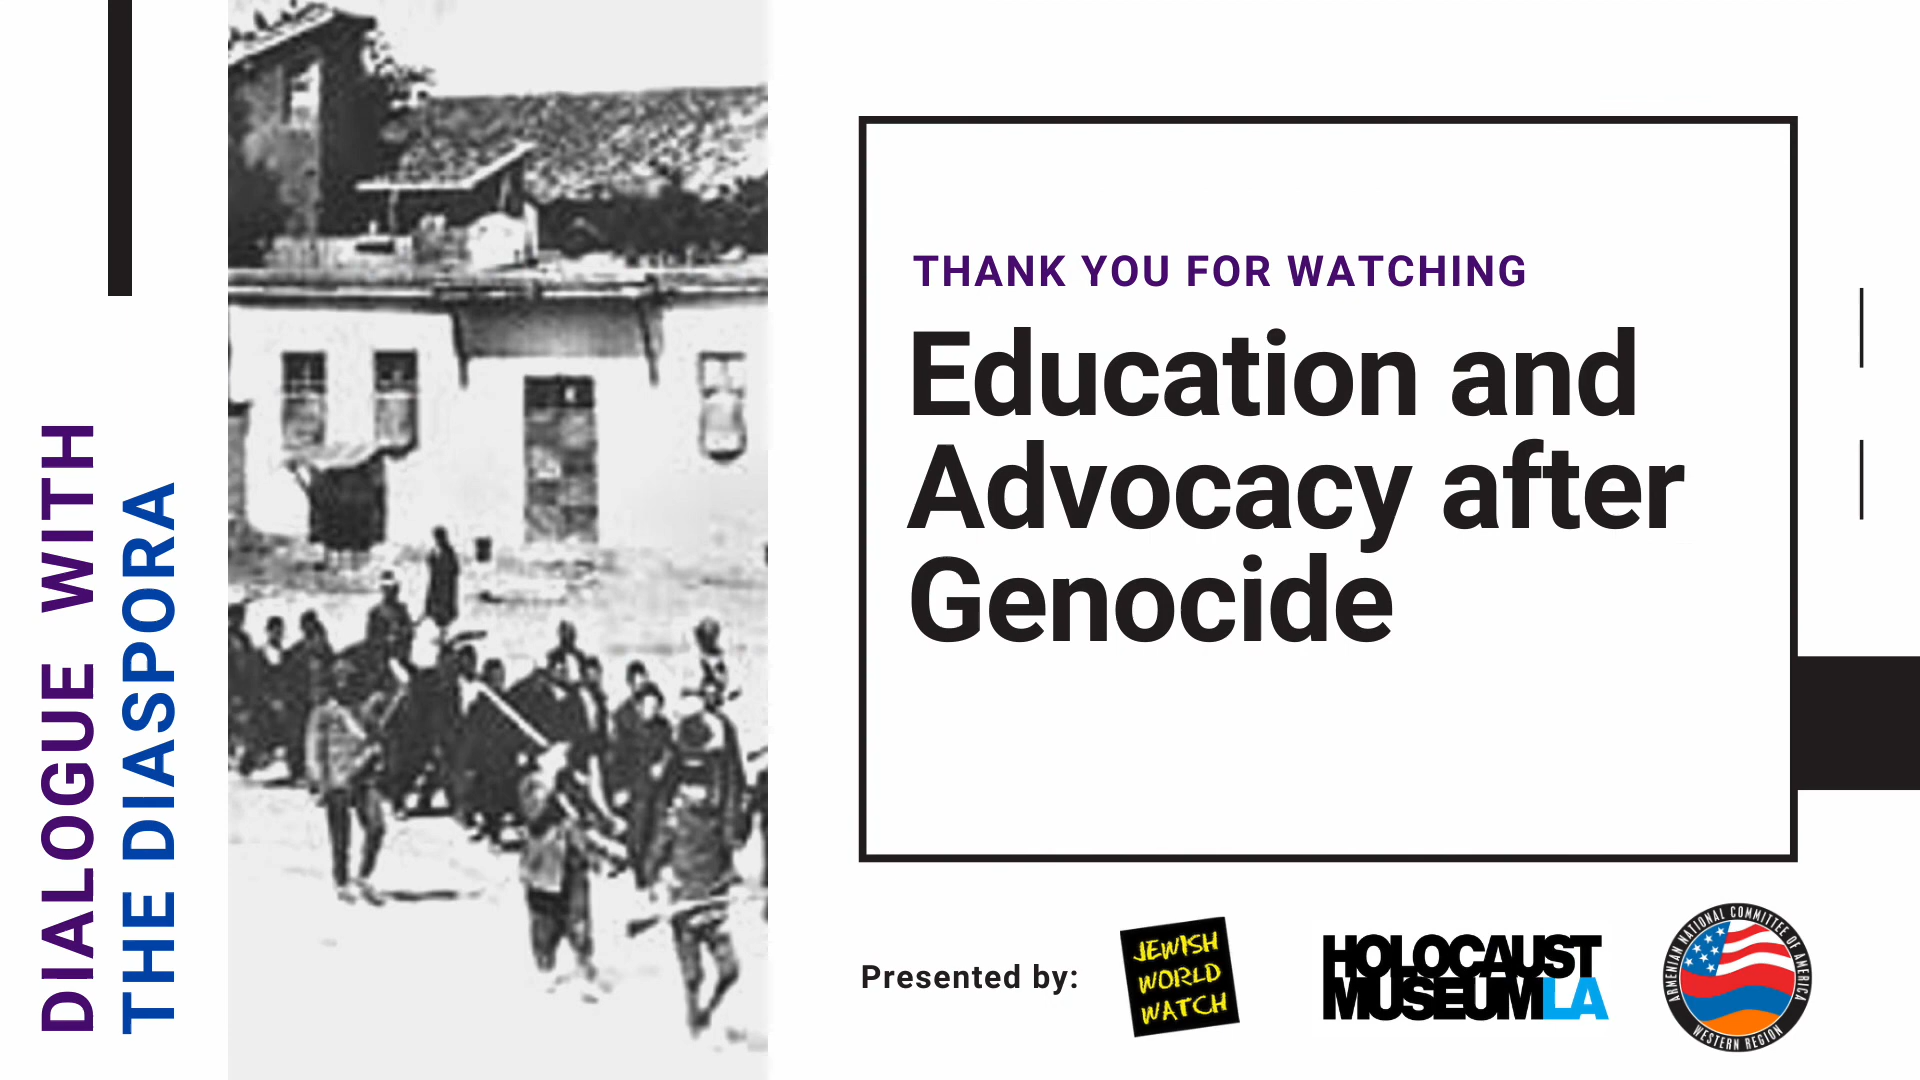 DIALOGUE WITH
THE DIASPORA
THANK YOU FOR WATCHING
Education and
Advocacy after
Genocide
Presented by:
JEWISH
WORLD
WATCH
HOLOCAUST
MUSEUMLA
ARMENIAN NATIONAL COMMITTEE OF AMERICA
WESTERN REGION